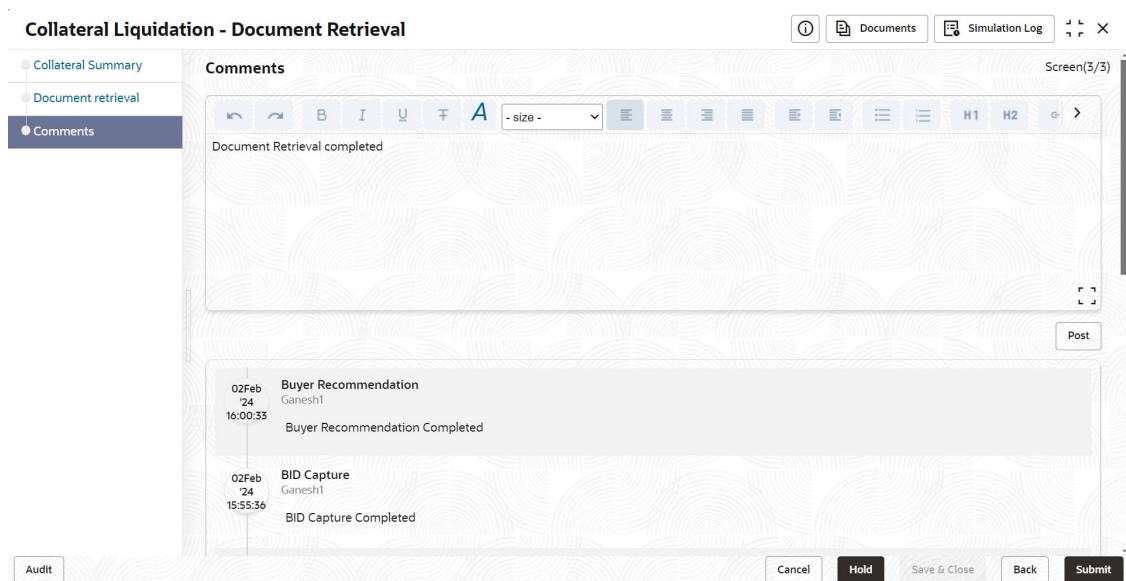 Collateral Liquidation - Document Retrieval
Documents
Simulation Log
Collateral Summary
Document retrieval
Comments
Comments
Screen(3/3)
B I U T A - size - H1 H2
Document Retrieval completed
Post
02Feb
'24
16:00:33
Buyer Recommendation
Ganesh1
Buyer Recommendation Completed
02Feb
'24
15:55:36
BID Capture
Ganesh1
BID Capture Completed
Audit
Cancel
Hold
Save & Close
Back
Submit